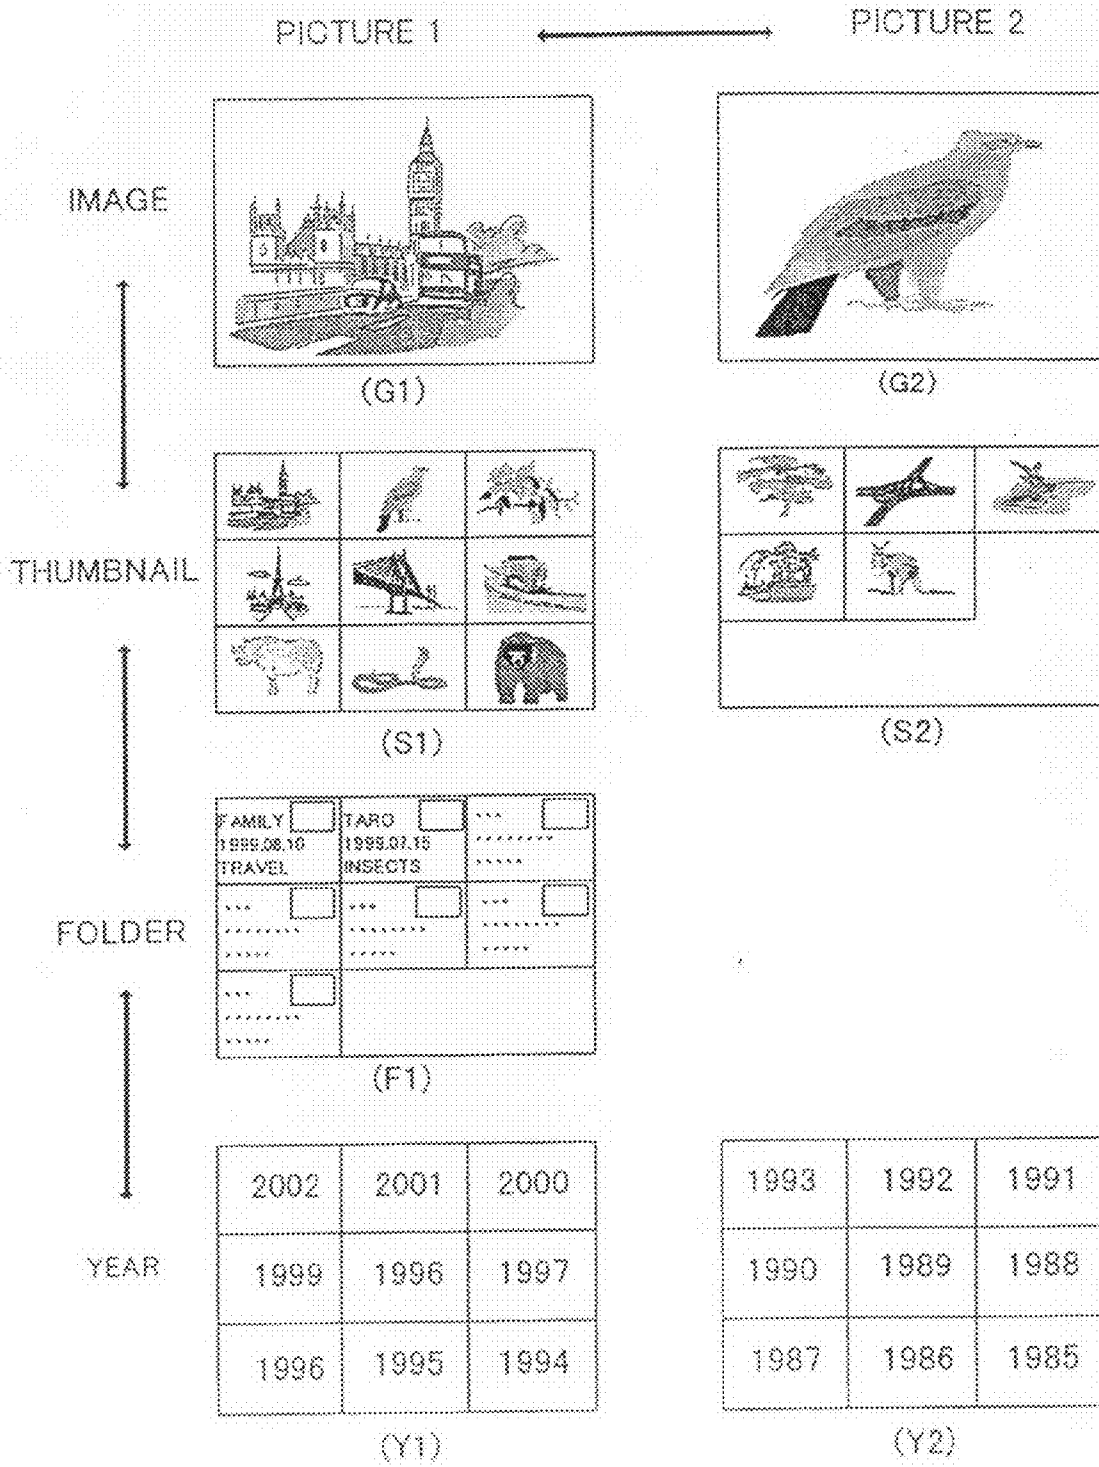 PICTURE 1
PICTURE 2
IMAGE
(G1)
(G2)
THUMBNAIL
(S1)
(S2)
FOLDER
FAMILY
1999.08.10
TRAVEL
TARO
1999.07.15
INSECTS
(F1)
YEAR
2002 2001 2000
1999 1996 1997
1996 1995 1994
(Y1)
1993 1992 1991
1990 1989 1988
1987 1986 1985
(Y2)